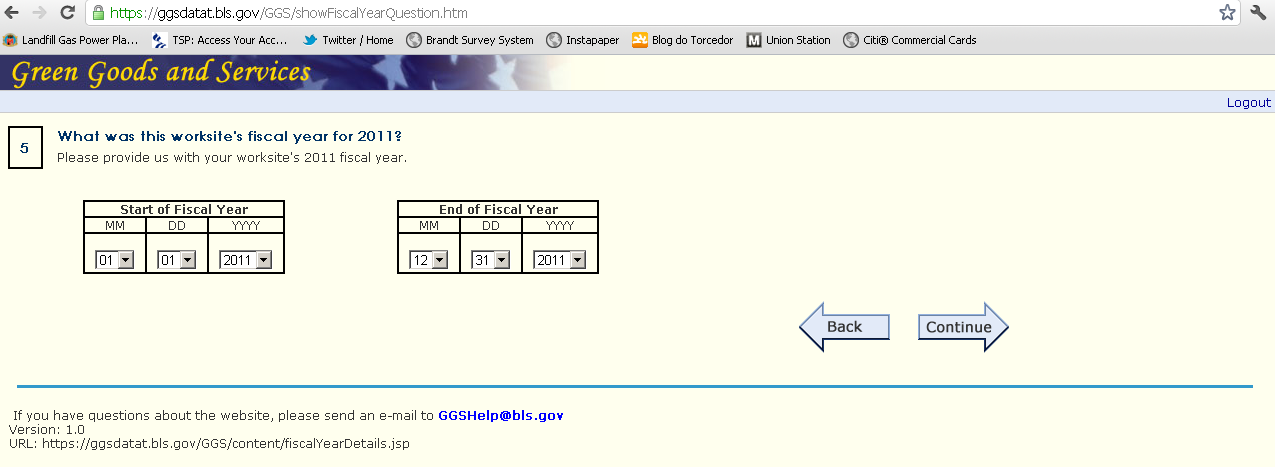 https://ggsdatat.bls.gov/GGS/showFiscalYearQuestion.htm
Landfill Gas Power Pla... TSP: Access Your Acc... Twitter / Home Brandt Survey System Instapaper Blog do Torcedor M Union Station Citi® Commercial Cards
Green Goods and Services
Logout
5 What was this worksite's fiscal year for 2011?
Please provide us with your worksite's 2011 fiscal year.
Start of Fiscal Year End of Fiscal Year
MM DD YYYY MM DD YYYY
01 01 2011 12 31 2011
Back Continue
If you have questions about the website, please send an e-mail to GGSHelp@bls.gov
Version: 1.0
URL: https://ggsdatat.bls.gov/GGS/content/fiscalYearDetails.jsp